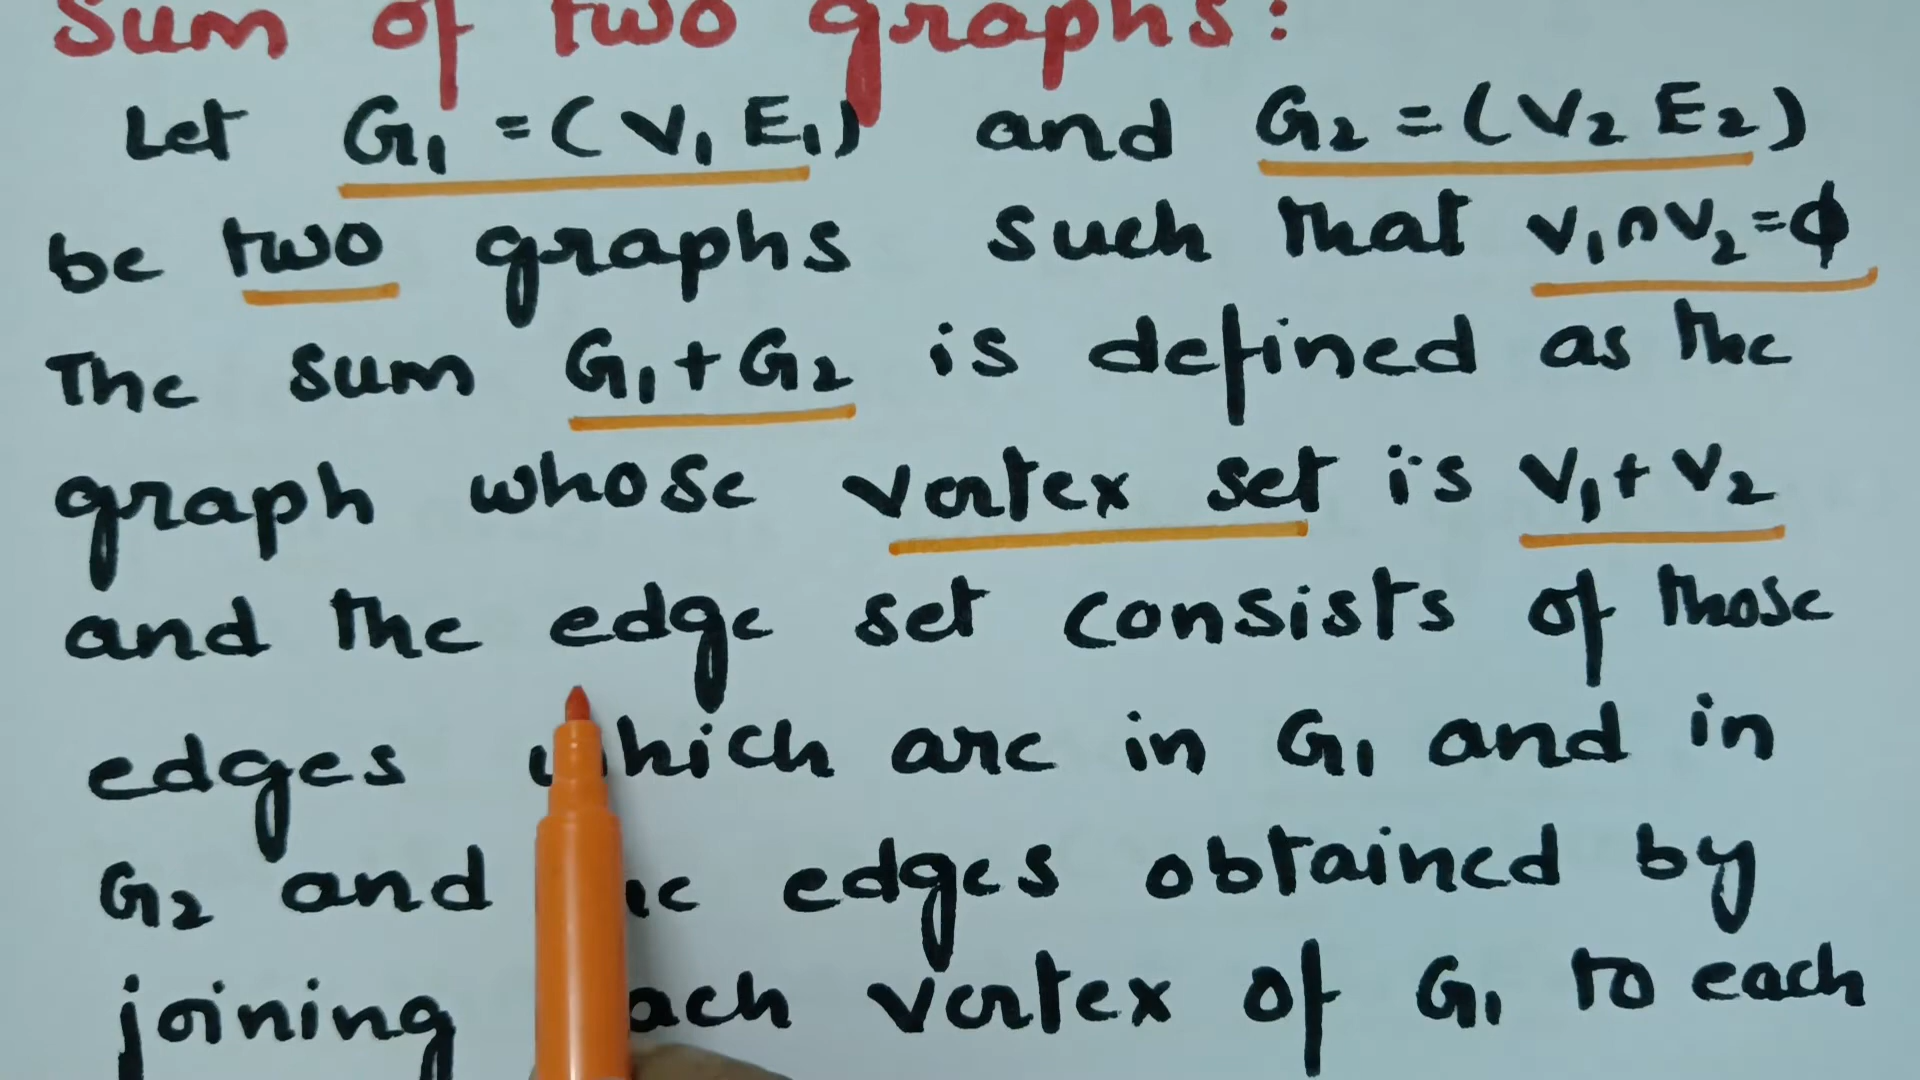 Sum of two graphs:
Let G1 = (V1 E1) and G2 = (V2 E2)
be two graphs such that V1∩V2=ϕ
The sum G1+G2 is defined as the
graph whose vertex set is V1+V2
and the edge set consists of those
edges which are in G1 and in
G2 and edges obtained by
joining each vertex of G1 to each